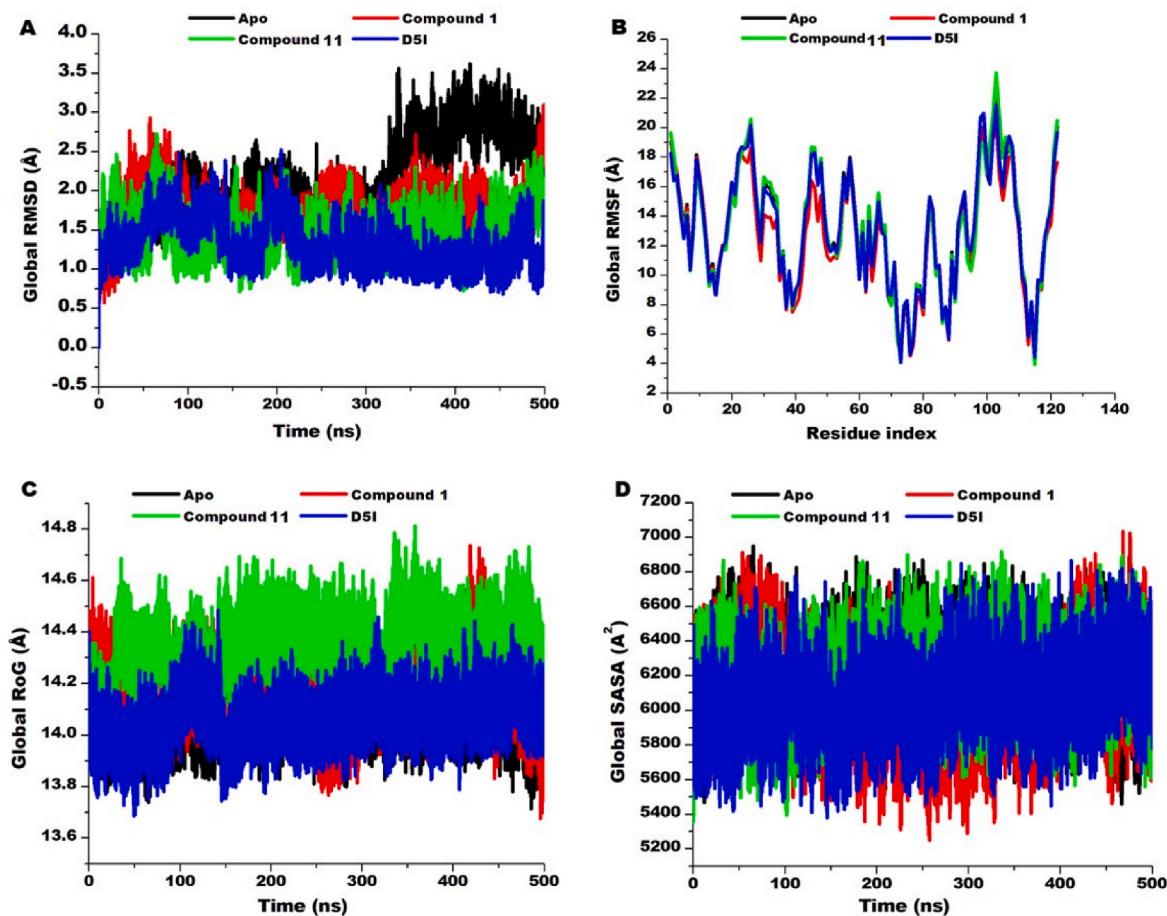 A
Apo Compound 1
Compound 11 D5I
Global RMSD (Å)
4.0
3.5
3.0
2.5
2.0
1.5
1.0
0.5
0.0
-0.5
0 100 200 300 400 500
Time (ns)
B
Apo Compound 1
Compound 11 D5I
Global RMSF (Å)
26
24
22
20
18
16
14
12
10
8
6
4
2
0 20 40 60 80 100 120 140
Residue index
C
Apo Compound 1
Compound 11 D5I
Global RoG (Å)
14.8
14.6
14.4
14.2
14.0
13.8
13.6
0 100 200 300 400 500
Time (ns)
D
Apo Compound 1
Compound 11 D5I
Global SASA (A²)
7200
7000
6800
6600
6400
6200
6000
5800
5600
5400
5200
0 100 200 300 400 500
Time (ns)